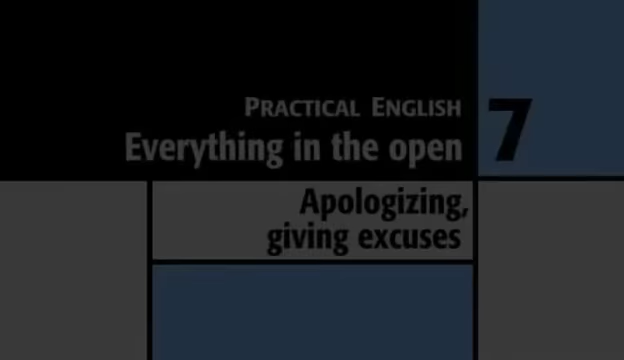 PRACTICAL ENGLISH
7
Everything in the open
Apologizing,
giving excuses